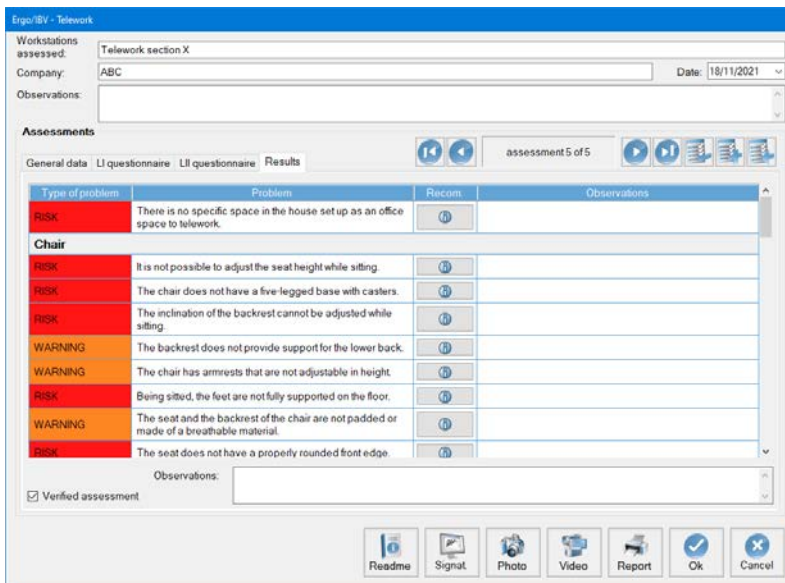 Ergo/IBV - Telework
Workstations
assessed:
Telework section X
Company:
ABC
Date:
18/11/2021
Observations:
Assessments
General data
LI questionnaire
LII questionnaire
Results
assessment 5 of 5
Type of problem
Problem
Recom.
Observations
RISK
There is no specific space in the house set up as an office
space to telework.
Chair
RISK
It is not possible to adjust the seat height while sitting.
RISK
The chair does not have a five-legged base with casters.
RISK
The inclination of the backrest cannot be adjusted while
sitting.
WARNING
The backrest does not provide support for the lower back.
WARNING
The chair has armrests that are not adjustable in height.
RISK
Being sitted, the feet are not fully supported on the floor.
WARNING
The seat and the backrest of the chair are not padded or
made of a breathable material.
RISK
The seat does not have a properly rounded front edge.
Observations:
Verified assessment
Readme
Signat.
Photo
Video
Report
Ok
Cancel